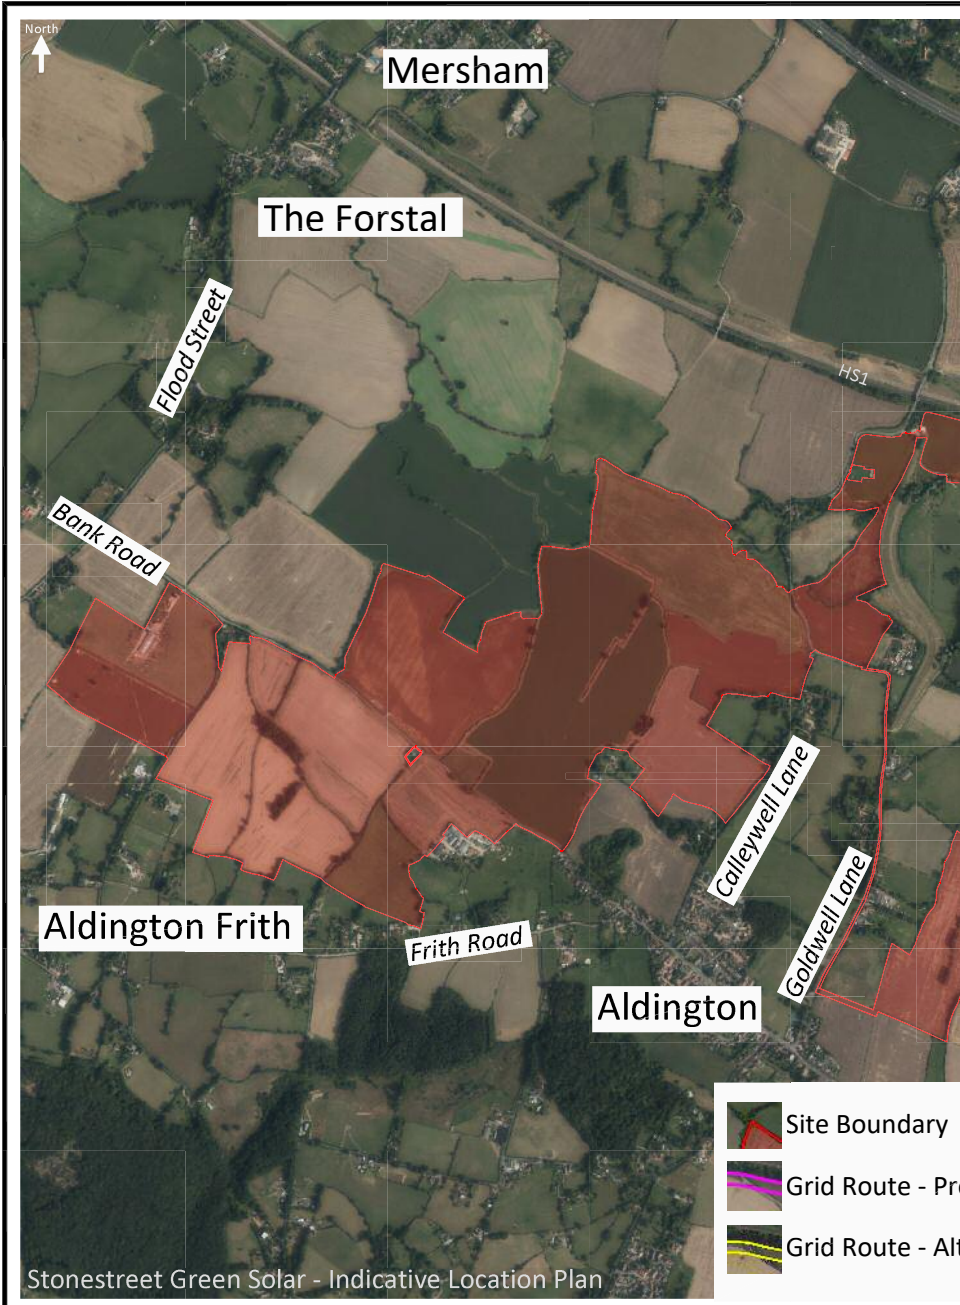 North
Mersham
The Forstal
Flood Street
HS1
Bank Road
Calleywell Lane
Goldwell Lane
Aldington Frith
Frith Road
Aldington
Site Boundary
Grid Route - Pr
Grid Route - Alt
Stonestreet Green Solar - Indicative Location Plan